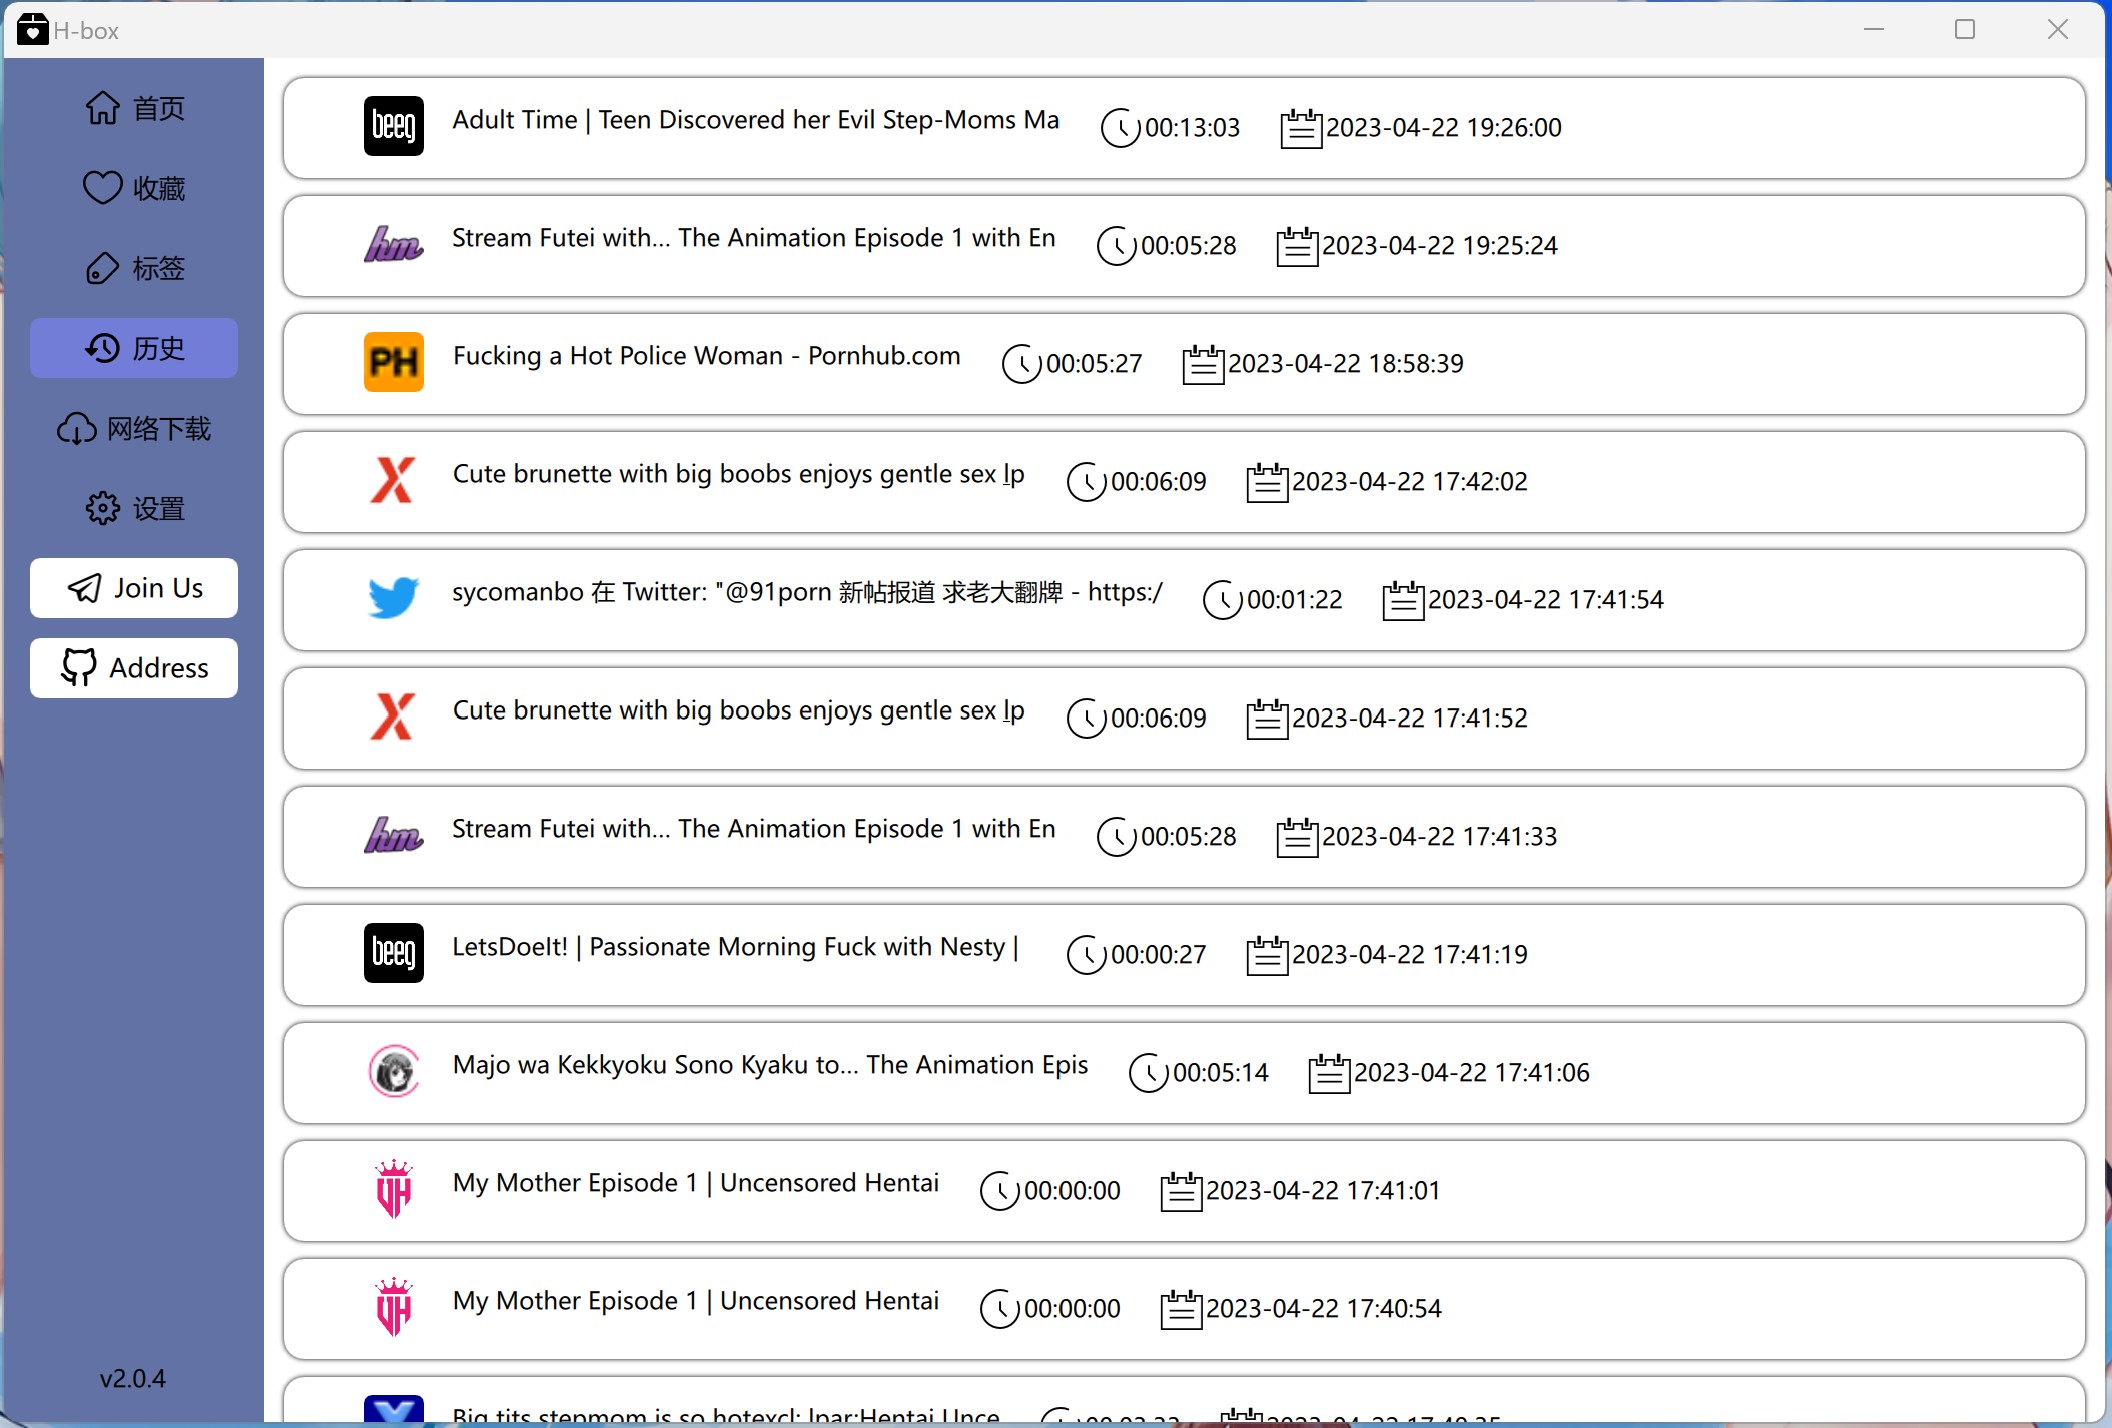 H-box
首页
收藏
标签
历史
网络下载
设置
Join Us
Address
v2.0.4
beeg Adult Time | Teen Discovered her Evil Step-Moms Ma 00:13:03 2023-04-22 19:26:00
hm Stream Futei with... The Animation Episode 1 with En 00:05:28 2023-04-22 19:25:24
PH Fucking a Hot Police Woman - Pornhub.com 00:05:27 2023-04-22 18:58:39
X Cute brunette with big boobs enjoys gentle sex lp 00:06:09 2023-04-22 17:42:02
sycomanbo 在 Twitter: "@91porn 新帖报道 求老大翻牌 - https:/ 00:01:22 2023-04-22 17:41:54
X Cute brunette with big boobs enjoys gentle sex lp 00:06:09 2023-04-22 17:41:52
hm Stream Futei with... The Animation Episode 1 with En 00:05:28 2023-04-22 17:41:33
beeg LetsDoeIt! | Passionate Morning Fuck with Nesty | 00:00:27 2023-04-22 17:41:19
Majo wa Kekkyoku Sono Kyaku to... The Animation Epis 00:05:14 2023-04-22 17:41:06
UH My Mother Episode 1 | Uncensored Hentai 00:00:00 2023-04-22 17:41:01
UH My Mother Episode 1 | Uncensored Hentai 00:00:00 2023-04-22 17:40:54
Big tits stepmom is so hotexcl; lpar;Hentai Unce